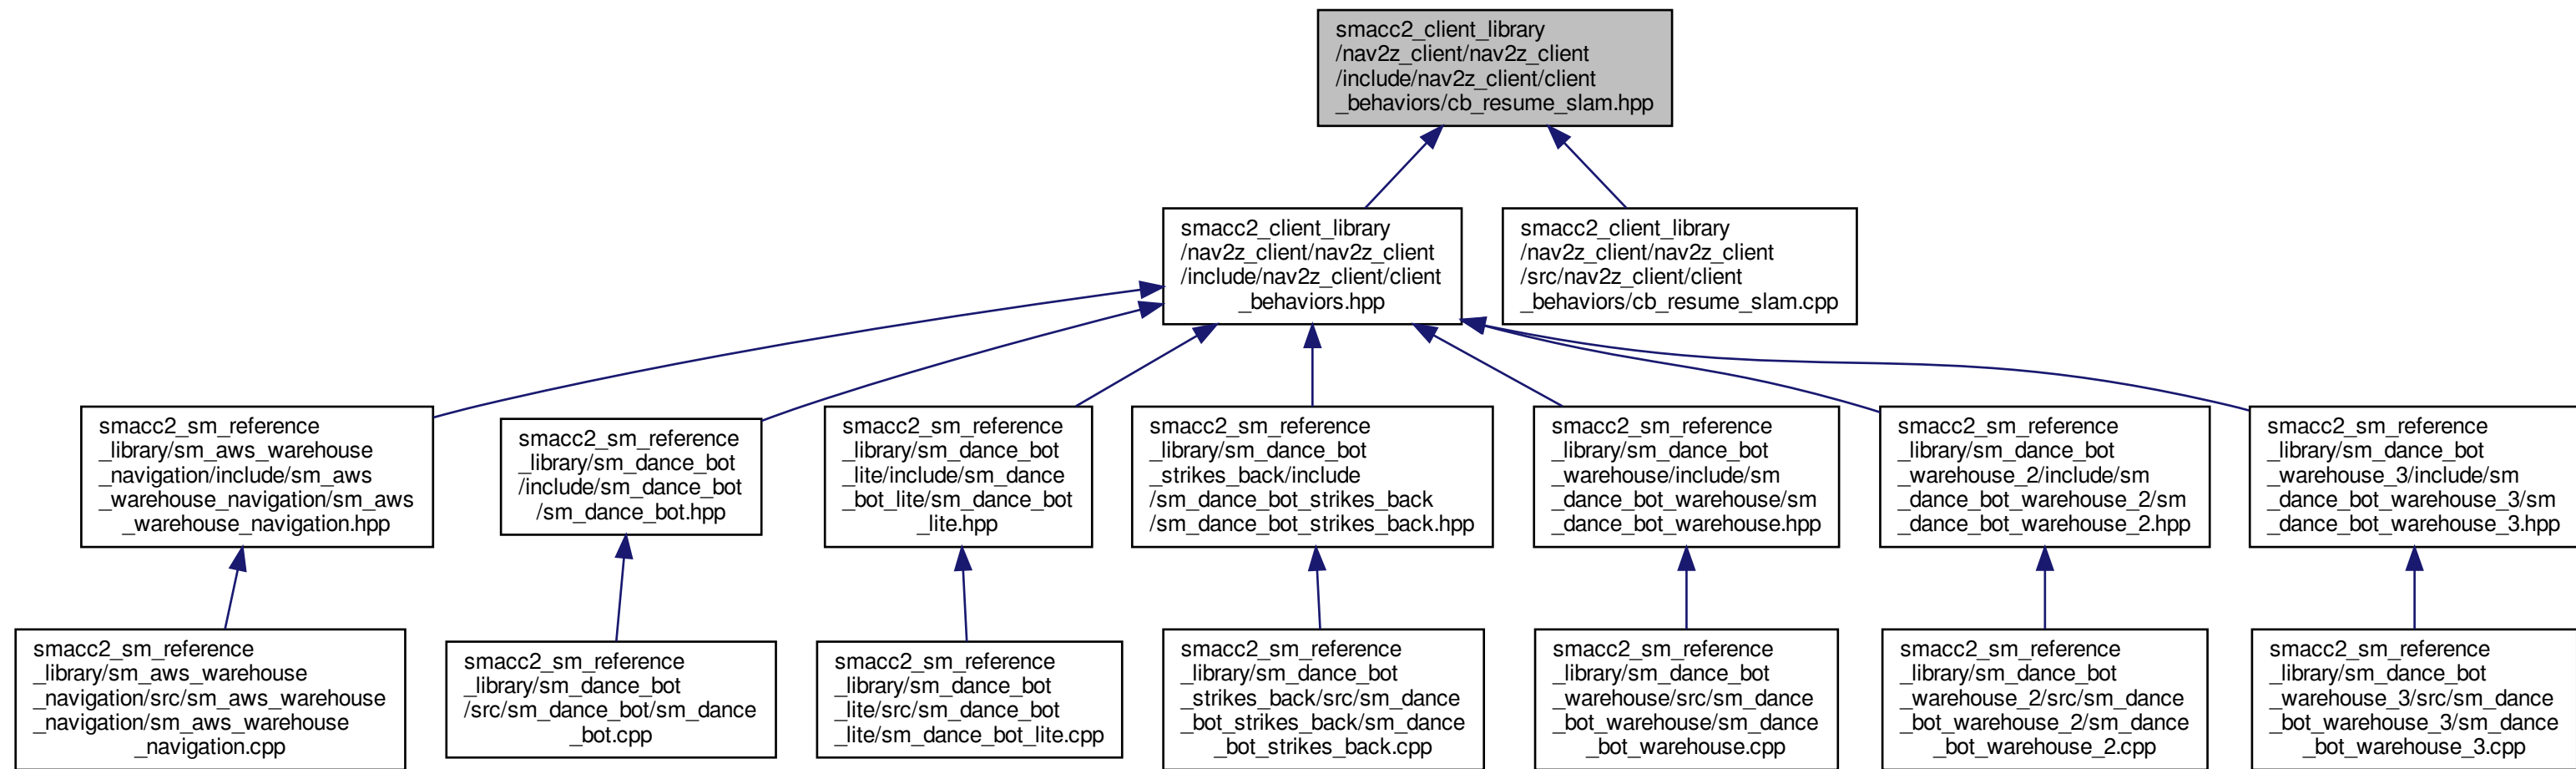 smacc2_client_library
/nav2z_client/nav2z_client
/include/nav2z_client/client
_behaviors/cb_resume_slam.hpp
smacc2_client_library
/nav2z_client/nav2z_client
/include/nav2z_client/client
_behaviors.hpp
smacc2_client_library
/nav2z_client/nav2z_client
/src/nav2z_client/client
_behaviors/cb_resume_slam.cpp
smacc2_sm_reference
_library/sm_aws_warehouse
_navigation/include/sm_aws
_warehouse_navigation/sm_aws
_warehouse_navigation.hpp
smacc2_sm_reference
_library/sm_dance_bot
/include/sm_dance_bot
/sm_dance_bot.hpp
smacc2_sm_reference
_library/sm_dance_bot
_lite/include/sm_dance
_bot_lite/sm_dance_bot
_lite.hpp
smacc2_sm_reference
_library/sm_dance_bot
_strikes_back/include
/sm_dance_bot_strikes_back
/sm_dance_bot_strikes_back.hpp
smacc2_sm_reference
_library/sm_dance_bot
_warehouse/include/sm
_dance_bot_warehouse/sm
_dance_bot_warehouse.hpp
smacc2_sm_reference
_library/sm_dance_bot
_warehouse_2/include/sm
_dance_bot_warehouse_2/sm
_dance_bot_warehouse_2.hpp
smacc2_sm_reference
_library/sm_dance_bot
_warehouse_3/include/sm
_dance_bot_warehouse_3/sm
_dance_bot_warehouse_3.hpp
smacc2_sm_reference
_library/sm_aws_warehouse
_navigation/src/sm_aws_warehouse
_navigation/sm_aws_warehouse
_navigation.cpp
smacc2_sm_reference
_library/sm_dance_bot
/src/sm_dance_bot/sm_dance
_bot.cpp
smacc2_sm_reference
_library/sm_dance_bot
_lite/src/sm_dance_bot
_lite/sm_dance_bot_lite.cpp
smacc2_sm_reference
_library/sm_dance_bot
_strikes_back/src/sm_dance
_bot_strikes_back/sm_dance
_bot_strikes_back.cpp
smacc2_sm_reference
_library/sm_dance_bot
_warehouse/src/sm_dance
_bot_warehouse/sm_dance
_bot_warehouse.cpp
smacc2_sm_reference
_library/sm_dance_bot
_warehouse_2/src/sm_dance
_bot_warehouse_2/sm_dance
_bot_warehouse_2.cpp
smacc2_sm_reference
_library/sm_dance_bot
_warehouse_3/src/sm_dance
_bot_warehouse_3/sm_dance
_bot_warehouse_3.cpp